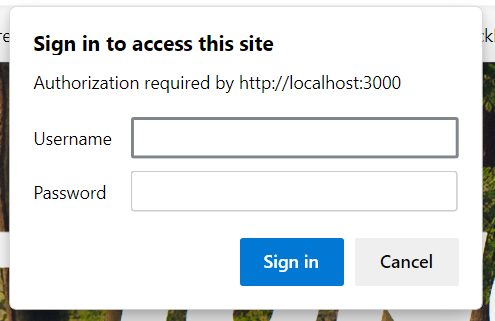 Sign in to access this site
Authorization required by http://localhost:3000
Username
Password
Sign in
Cancel